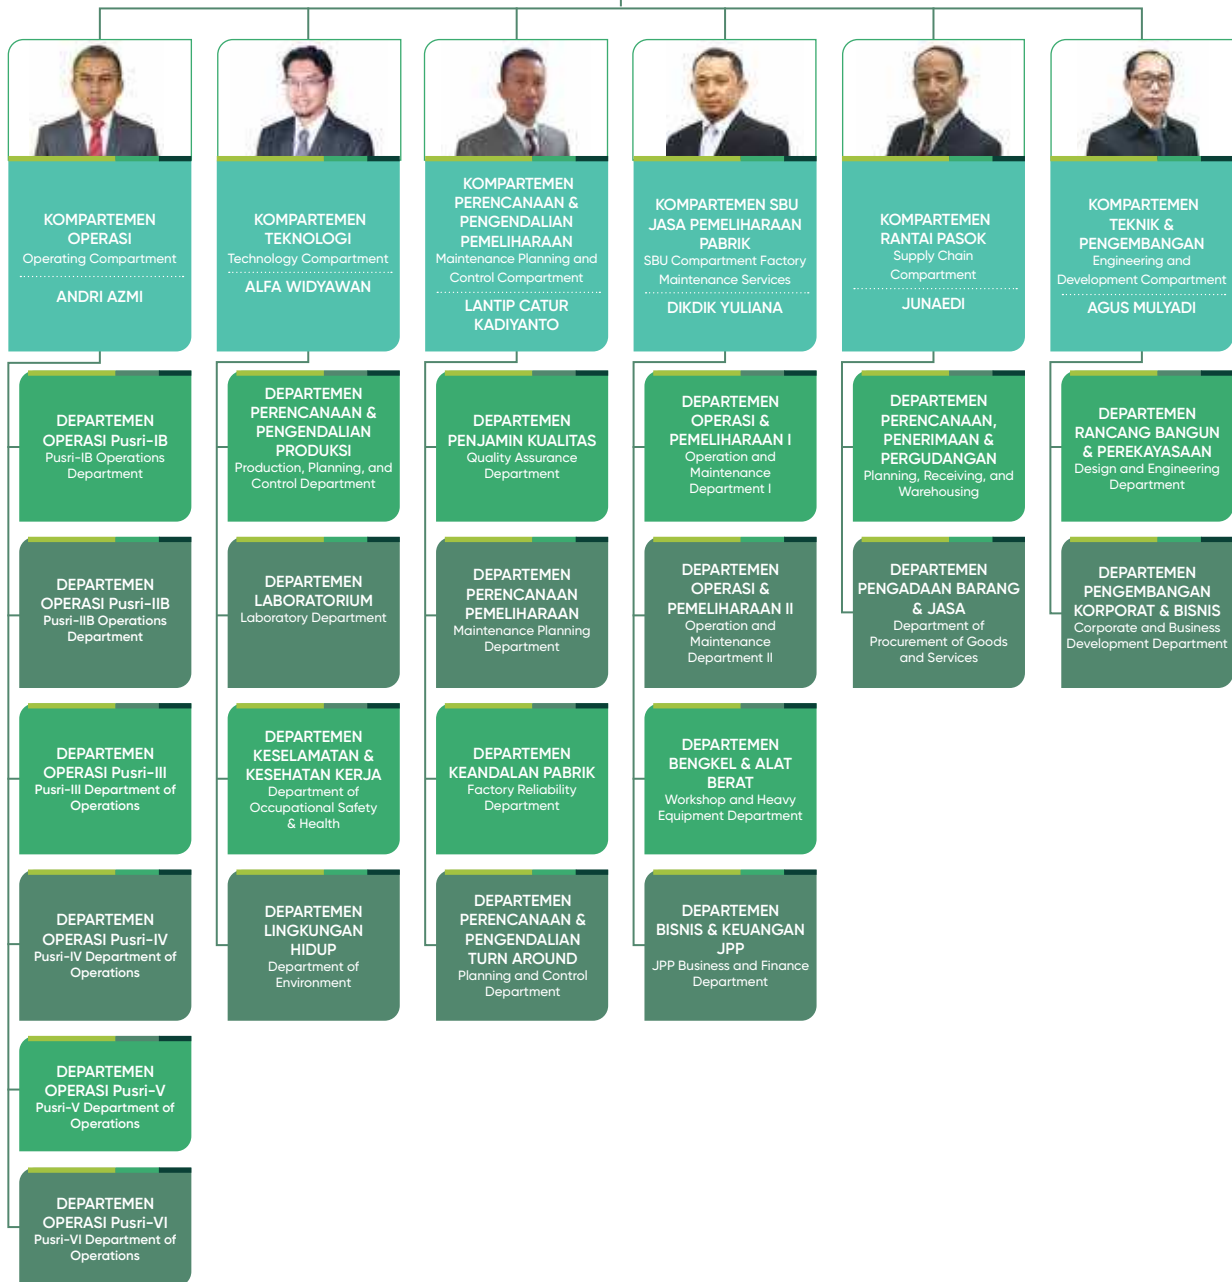 KOMPARTEMEN
OPERASI
Operating Compartment
ANDRI AZMI
KOMPARTEMEN
TEKNOLOGI
Technology Compartment
ALFA WIDYAWAN
KOMPARTEMEN
PERENCANAAN &
PENGENDALIAN
PEMELIHARAAN
Maintenance Planning and
Control Compartment
LANTIP CATUR
KADIYANTO
KOMPARTEMEN SBU
JASA PEMELIHARAAN
PABRIK
SBU Compartment Factory
Maintenance Services
DIKDIK YULIANA
KOMPARTEMEN
RANTAI PASOK
Supply Chain
Compartment
JUNAEDI
KOMPARTEMEN
TEKNIK &
PENGEMBANGAN
Engineering and
Development Compartment
AGUS MULYADI
DEPARTEMEN
OPERASI Pusri-IB
Pusri-IB Operations
Department
DEPARTEMEN
OPERASI Pusri-IIB
Pusri-IIB Operations
Department
DEPARTEMEN
OPERASI Pusri-III
Pusri-III Department of
Operations
DEPARTEMEN
OPERASI Pusri-IV
Pusri-IV Department of
Operations
DEPARTEMEN
OPERASI Pusri-V
Pusri-V Department of
Operations
DEPARTEMEN
OPERASI Pusri-VI
Pusri-VI Department of
Operations
DEPARTEMEN
PERENCANAAN &
PENGENDALIAN
PRODUKSI
Production, Planning, and
Control Department
DEPARTEMEN
LABORATORIUM
Laboratory Department
DEPARTEMEN
KESELAMATAN &
KESEHATAN KERJA
Department of
Occupational Safety
& Health
DEPARTEMEN
LINGKUNGAN
HIDUP
Department of
Environment
DEPARTEMEN
PENJAMIN KUALITAS
Quality Assurance
Department
DEPARTEMEN
PERENCANAAN
PEMELIHARAAN
Maintenance Planning
Department
DEPARTEMEN
KEANDALAN PABRIK
Factory Reliability
Department
DEPARTEMEN
PERENCANAAN &
PENGENDALIAN
TURN AROUND
Planning and Control
Department
DEPARTEMEN
OPERASI &
PEMELIHARAAN I
Operation and
Maintenance
Department I
DEPARTEMEN
OPERASI &
PEMELIHARAAN II
Operation and
Maintenance
Department II
DEPARTEMEN
BENGKEL & ALAT
BERAT
Workshop and Heavy
Equipment Department
DEPARTEMEN
BISNIS & KEUANGAN
JPP
JPP Business and Finance
Department
DEPARTEMEN
PERENCANAAN,
PENERIMAAN &
PERGUDANGAN
Planning, Receiving, and
Warehousing
DEPARTEMEN
PENGADAAN BARANG
& JASA
Department of
Procurement of Goods
and Services
DEPARTEMEN
RANCANG BANGUN
& PEREKAYASAAN
Design and Engineering
Department
DEPARTEMEN
PENGEMBANGAN
KORPORAT & BISNIS
Corporate and Business
Development Department